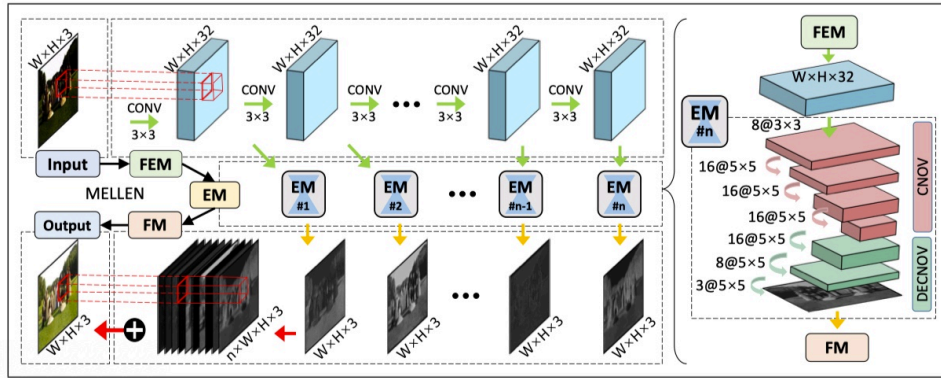 W×H×3
W×H×32
W×H×32
W×H×32
W×H×32
CONV
3×3
CONV
3×3
CONV
3×3
CONV
3×3
CONV
3×3
Input
FEM
MELLEN
EM
Output
FM
EM
#1
EM
#2
EM
#n-1
EM
#n
W×H×3
n×W×H×3
W×H×3
W×H×3
W×H×3
W×H×3
FEM
W×H×32
EM
#n
8@3×3
16@5×5
16@5×5
16@5×5
16@5×5
8@5×5
3@5×5
CNOV
DECNOV
FM